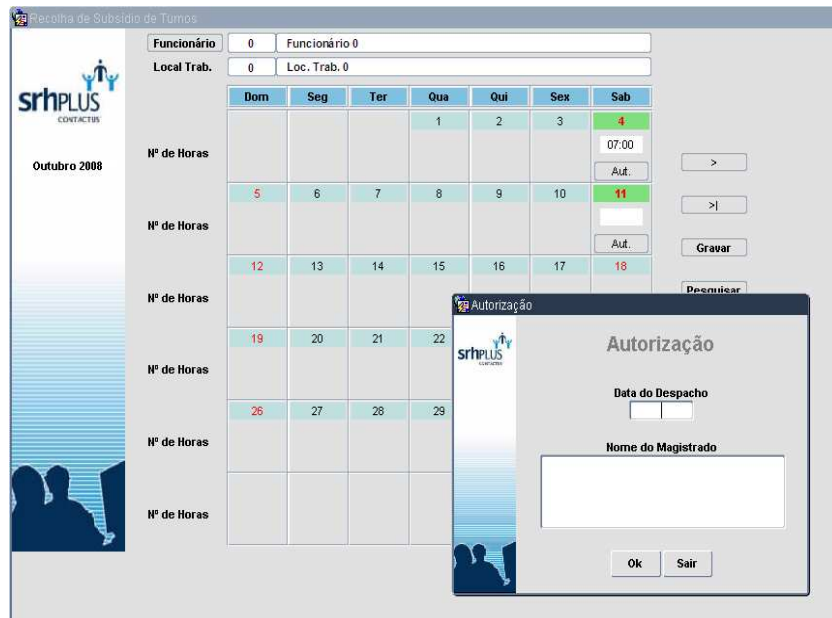 Recolha de Subsídio de Turnos
Funcionário 0 Funcionário 0
Local Trab. 0 Loc. Trab. 0
srhPLUS
CONTACTUS
Outubro 2008
Dom Seg Ter Qua Qui Sex Sab
1 2 3 4
Nº de Horas 07:00
Aut.
>
5 6 7 8 9 10 11
>|
Nº de Horas
Aut.
Gravar
12 13 14 15 16 17 18
Pesquisar
Nº de Horas
19 20 21 22
Nº de Horas
26 27 28 29
Nº de Horas
Nº de Horas
Autorização
srhPLUS
Autorização
Data do Despacho
Nome do Magistrado
Ok Sair